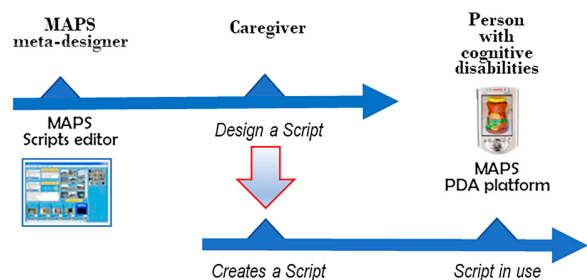 MAPS
meta-designer
Caregiver
Person
with
cognitive
disabilities
MAPS
Scripts editor
Design a Script
MAPS
PDA platform
Creates a Script
Script in use